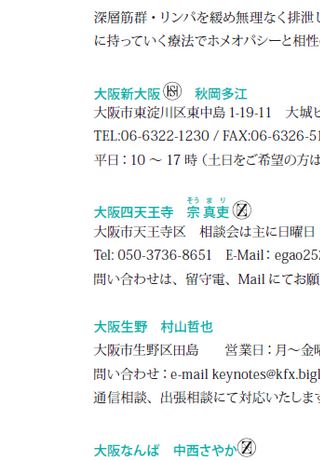 深層筋群・リンパを緩め無理なく排泄し
に持っていく療法でホメオパシーと相性
大阪新大阪 秋岡多江
大阪市東淀川区東中島 1-19-11　大城ビ
TEL:06-6322-1230 / FAX:06-6326-51
平日：10 ～ 17 時（土日をご希望の方は
そう まり
大阪四天王寺　宗 真吏
大阪市天王寺区　相談会は主に日曜日
Tel: 050-3736-8651　E-Mail：egao252
問い合わせは、留守電、Mail にてお願
大阪生野　村山哲也
大阪市生野区田島　　営業日：月～金曜
問い合わせ：e-mail keynotes@kfx.bigl
通信相談、出張相談にて対応いたします
大阪なんば　中西さやか